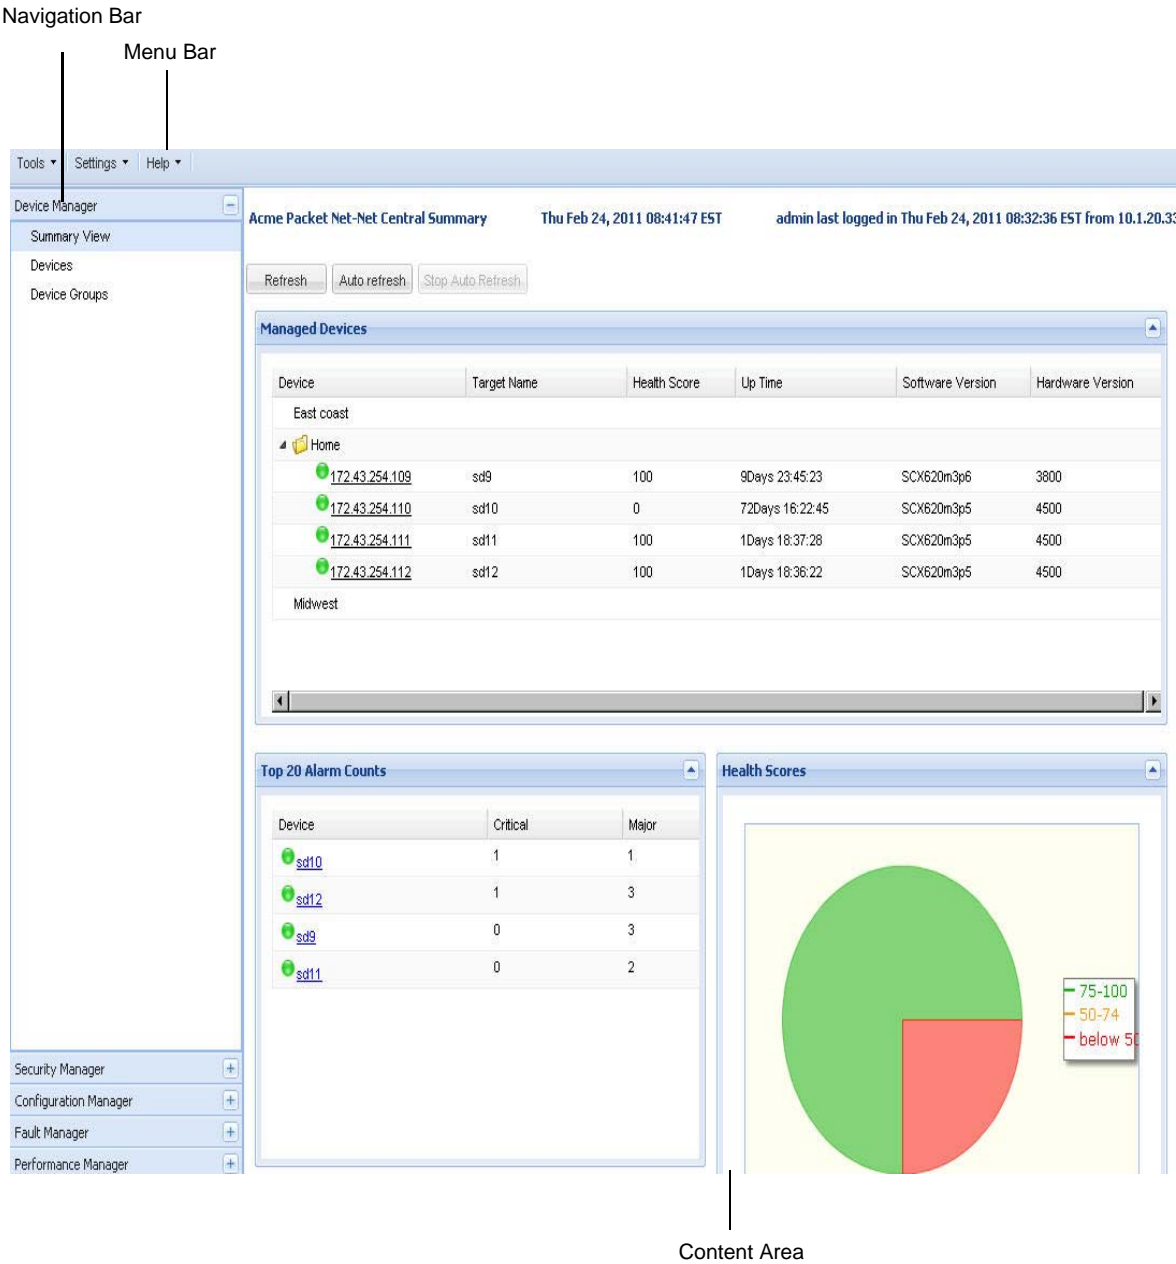 Navigation Bar
Menu Bar
Tools Settings Help
Device Manager
Summary View
Devices
Device Groups
Acme Packet Net-Net Central Summary Thu Feb 24, 2011 08:41:47 EST admin last logged in Thu Feb 24, 2011 08:32:36 EST from 10.1.20.33
Refresh Auto refresh Stop Auto Refresh
Managed Devices
Device Target Name Health Score Up Time Software Version Hardware Version
East coast
Home
172.43.254.109 sd9 100 9Days 23:45:23 SCX620m3p6 3800
172.43.254.110 sd10 0 72Days 16:22:45 SCX620m3p5 4500
172.43.254.111 sd11 100 1Days 18:37:28 SCX620m3p5 4500
172.43.254.112 sd12 100 1Days 18:36:22 SCX620m3p5 4500
Midwest
Top 20 Alarm Counts
Device Critical Major
sd10 1 1
sd12 1 3
sd9 0 3
sd11 0 2
Health Scores
75-100
50-74
below 50
Security Manager
Configuration Manager
Fault Manager
Performance Manager
Content Area